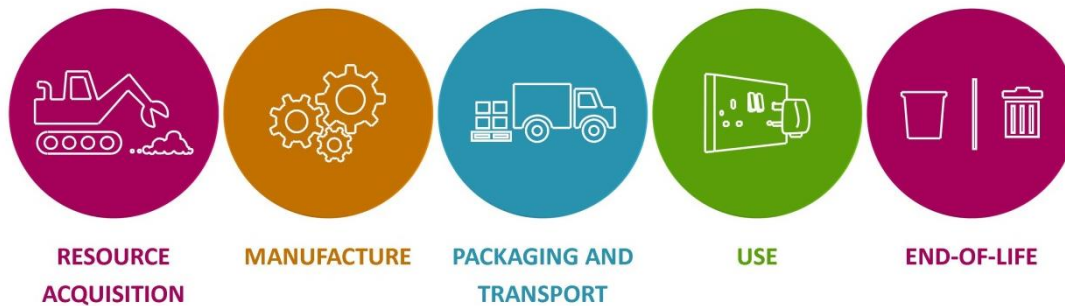 RESOURCE
ACQUISITION
MANUFACTURE
PACKAGING AND
TRANSPORT
USE
END-OF-LIFE